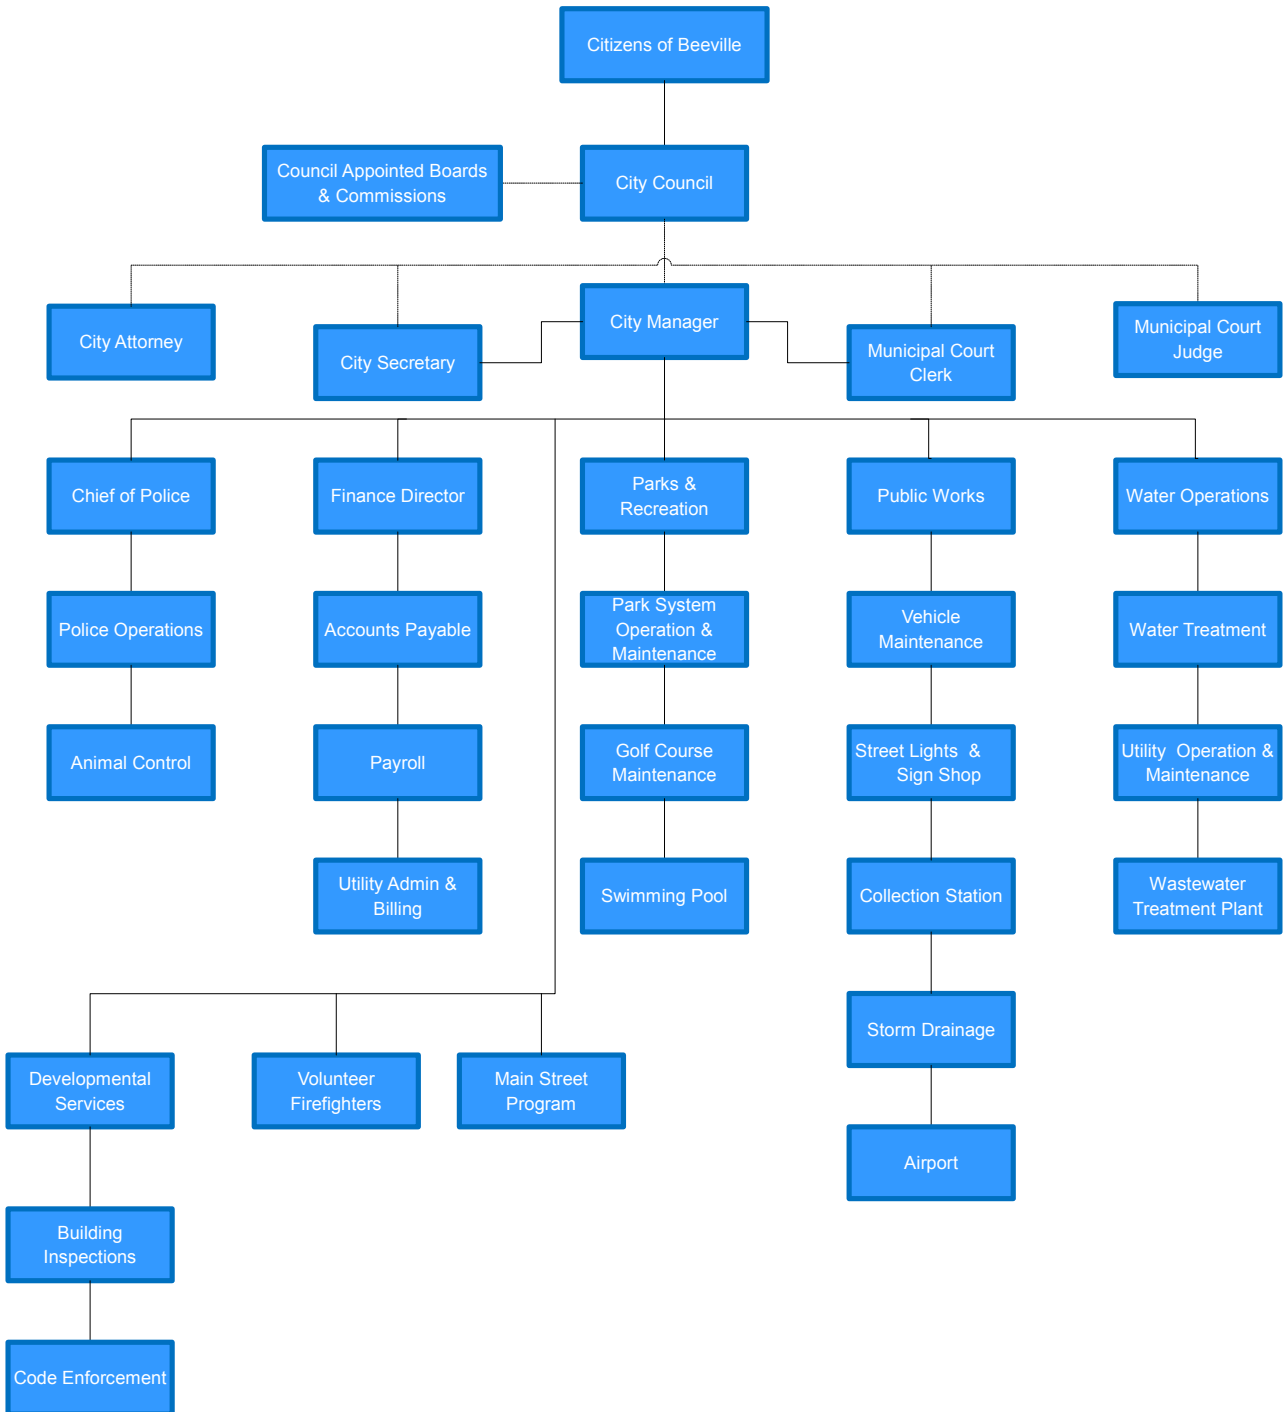 Citizens of Beeville
Council Appointed Boards
& Commissions
City Council
City Attorney
City Secretary
City Manager
Municipal Court
Clerk
Municipal Court
Judge
Chief of Police
Finance Director
Parks &
Recreation
Public Works
Water Operations
Police Operations
Accounts Payable
Park System
Operation &
Maintenance
Vehicle
Maintenance
Water Treatment
Animal Control
Payroll
Golf Course
Maintenance
Street Lights &
Sign Shop
Utility Operation &
Maintenance
Utility Admin &
Billing
Swimming Pool
Collection Station
Wastewater
Treatment Plant
Storm Drainage
Developmental
Services
Volunteer
Firefighters
Main Street
Program
Airport
Building
Inspections
Code Enforcement